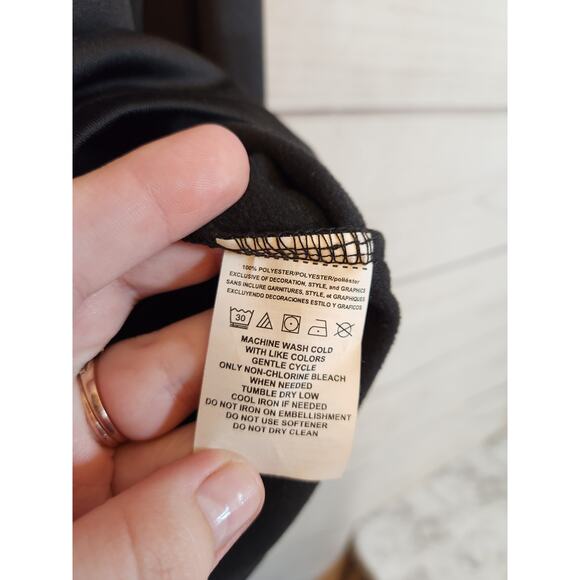 100% POLYESTER/POLYESTER/poliéster
EXCLUSIVE OF DECORATION, STYLE, and GRAPHICS
SANS INCLURE GARNITURES, STYLE, et GRAPHIQUES
EXCLUYENDO DECORACIONES ESTILO Y GRAFICOS
30
MACHINE WASH COLD
WITH LIKE COLORS
GENTLE CYCLE
ONLY NON-CHLORINE BLEACH
WHEN NEEDED
TUMBLE DRY LOW
COOL IRON IF NEEDED
DO NOT IRON ON EMBELLISHMENT
DO NOT USE SOFTENER
DO NOT DRY CLEAN